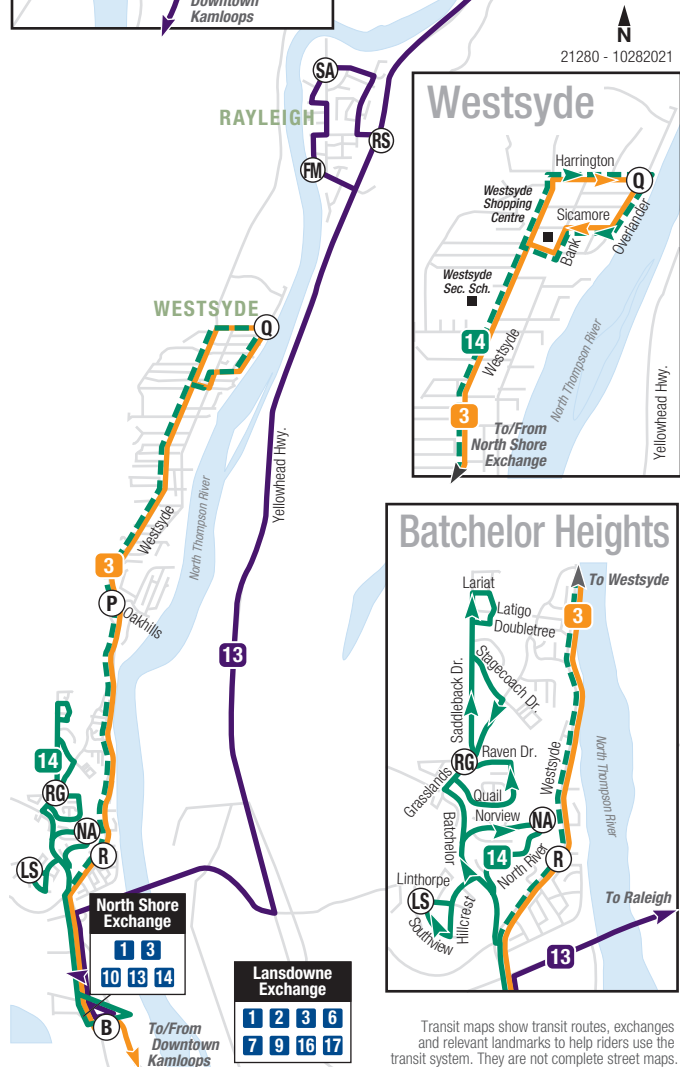 Downtown
Kamloops
N
21280 - 10282021
SA
RAYLEIGH
RS
FM
WESTSYDE
Q
Yellowhead Hwy.
North Thompson River
Westsyde
3
P
Oakhills
13
14
RG
NA
R
LS
North Shore
Exchange
1 3
10 13 14
B
To/From
Downtown
Kamloops
Lansdowne
Exchange
1 2 3 6
7 9 16 17
Westsyde
Harrington
Q
Westsyde
Shopping
Centre
Sicamore
Bank
Overlander
Westsyde
Sec. Sch.
14
Westsyde
North Thompson River
Yellowhead Hwy.
3
To/From
North Shore
Exchange
Batchelor Heights
Lariat
To Westsyde
3
Latigo
Doubletree
Stagecoach Dr.
Saddleback Dr.
RG
Raven Dr.
Westsyde
North Thompson River
Grasslands
Quail
Batchelor
Norview
NA
14
North River
R
Linthorpe
LS
Southview
Hillcrest
To Raleigh
13
Transit maps show transit routes, exchanges
and relevant landmarks to help riders use the
transit system. They are not complete street maps.